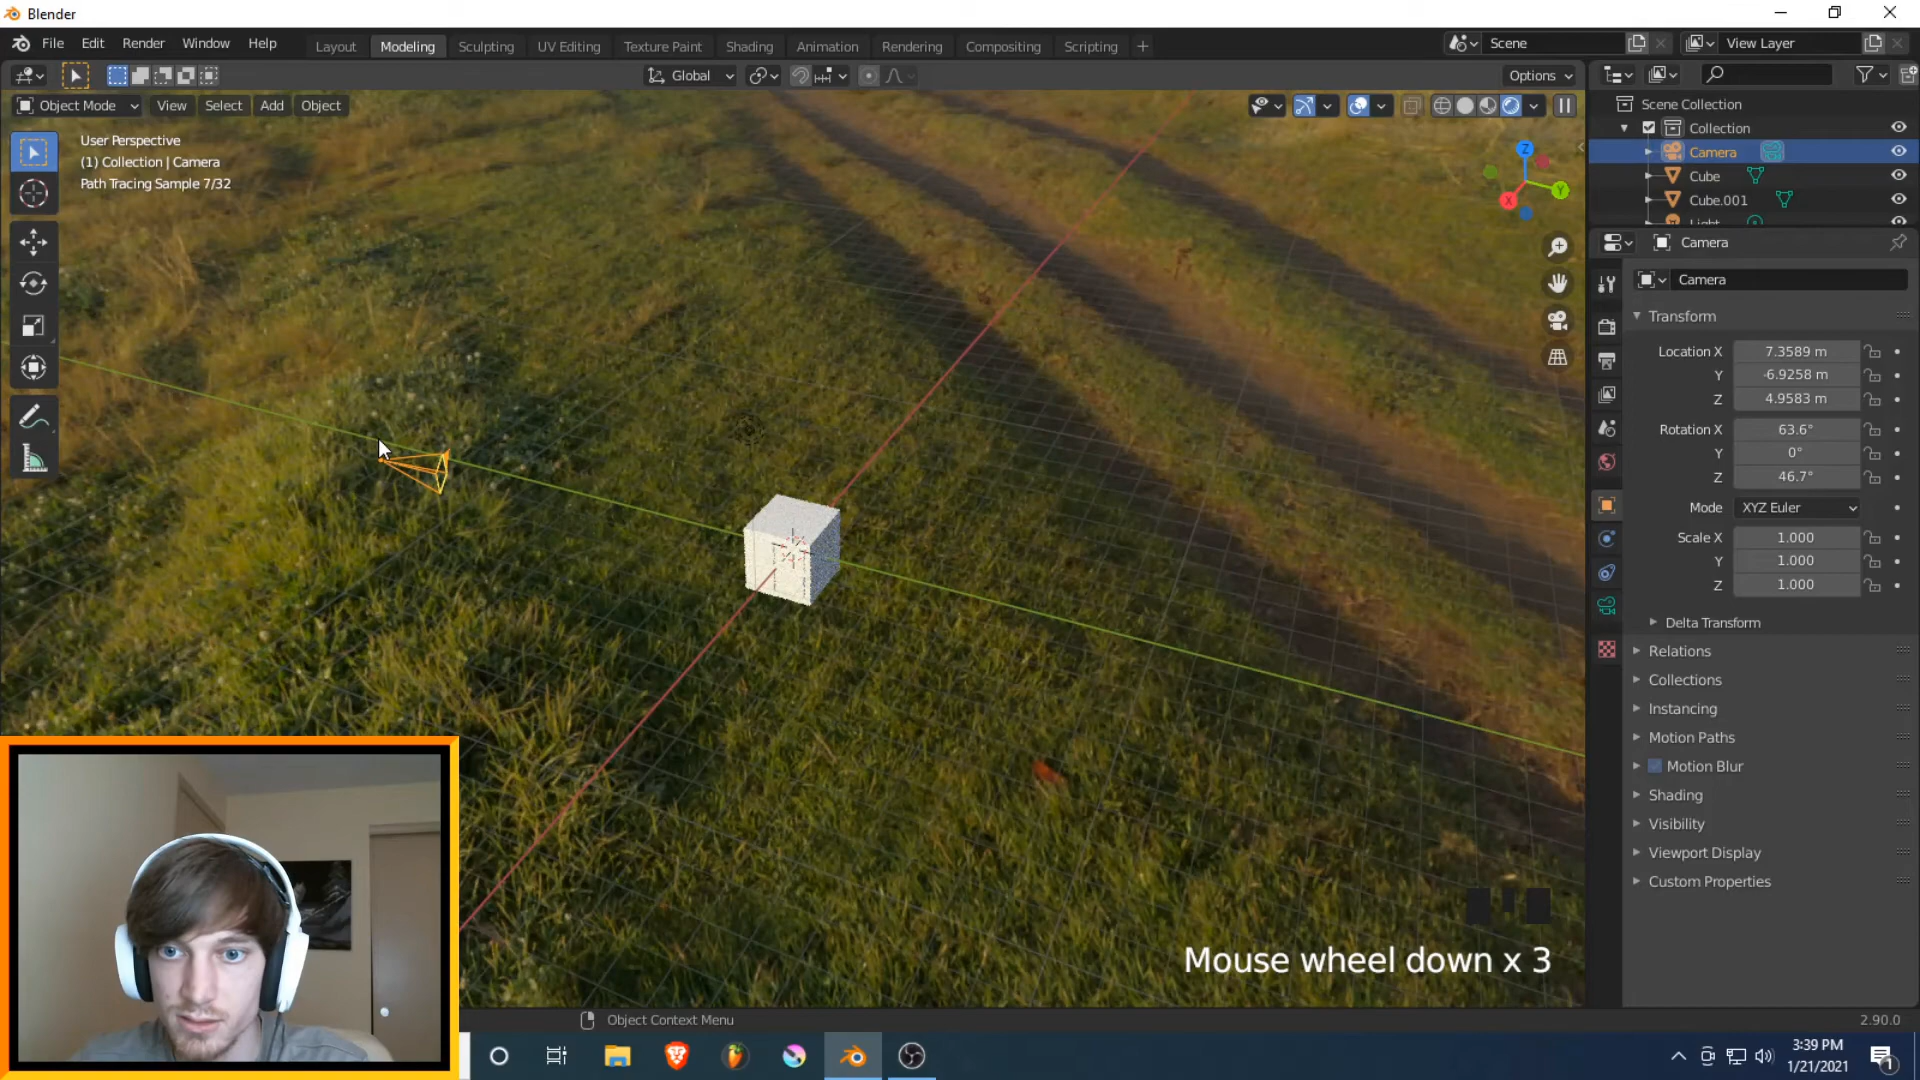 Blender
File Edit Render Window Help
Layout Modeling Sculpting UV Editing Texture Paint Shading Animation Rendering Compositing Scripting +
Scene
View Layer
Global
Options
Object Mode View Select Add Object
User Perspective
(1) Collection | Camera
Path Tracing Sample 7/32
Z
Y
X
Scene Collection
Collection
Camera
Cube
Cube.001
Light
Camera
Camera
Transform
Location X 7.3589 m
Y -6.9258 m
Z 4.9583 m
Rotation X 63.6°
Y 0°
Z 46.7°
Mode XYZ Euler
Scale X 1.000
Y 1.000
Z 1.000
Delta Transform
Relations
Collections
Instancing
Motion Paths
Motion Blur
Shading
Visibility
Viewport Display
Custom Properties
Mouse wheel down x 3
Object Context Menu
2.90.0
3:39 PM
1/21/2021
1